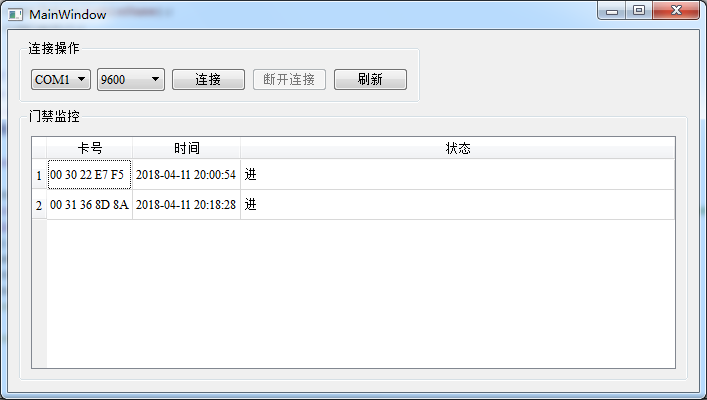 MainWindow
连接操作
COM1 9600 连接 断开连接 刷新
门禁监控
卡号 时间 状态
1 00 30 22 E7 F5 2018-04-11 20:00:54 进
2 00 31 36 8D 8A 2018-04-11 20:18:28 进